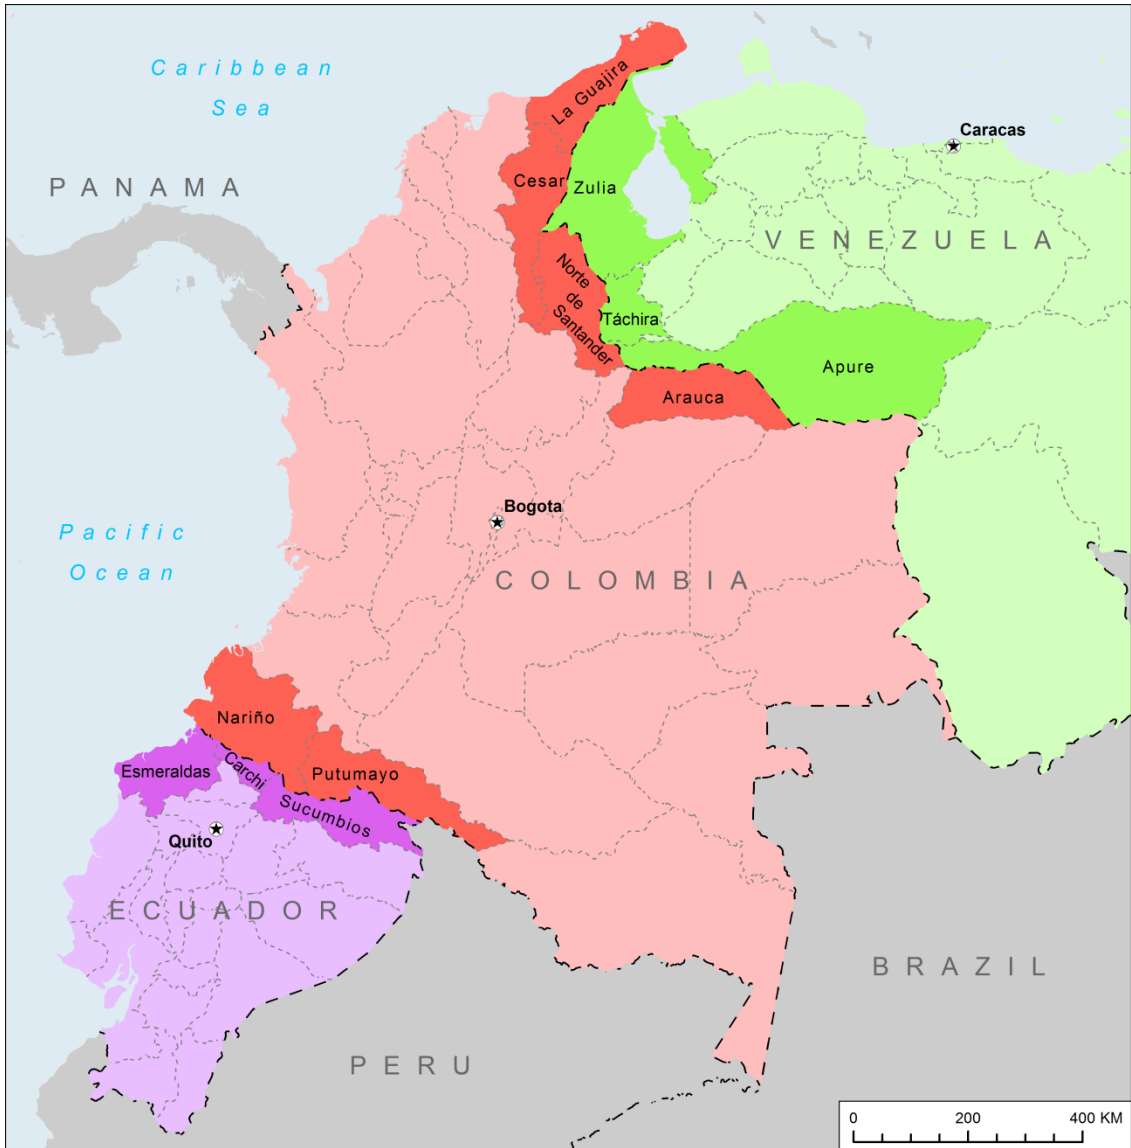 Caribbean
Sea
La Guajira
Caracas
PANAMA
Cesar
Zulia
VENEZUELA
Norte
de
Santander
Táchira
Apure
Arauca
Bogota
Pacific
Ocean
COLOMBIA
Nariño
Esmeraldas
Carchi
Putumayo
Sucumbios
Quito
ECUADOR
BRAZIL
PERU
0 200 400 KM